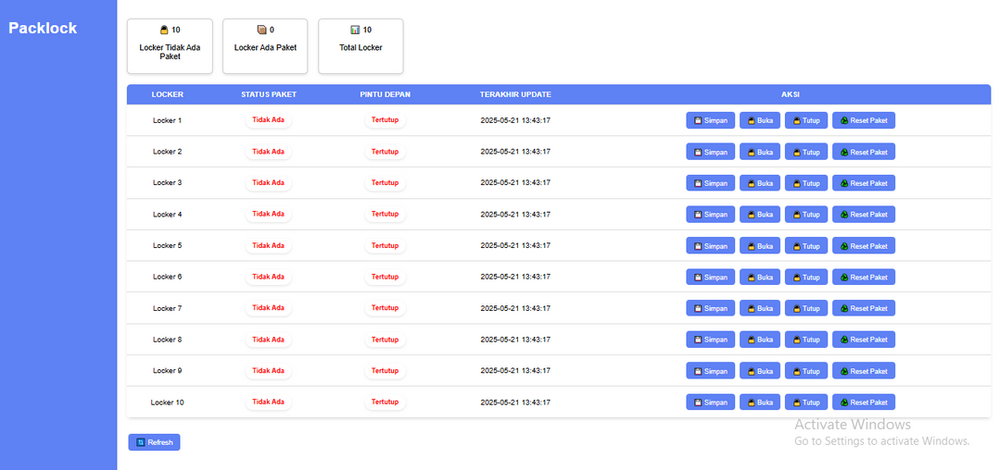 Packlock
10
Locker Tidak Ada
Paket
0
Locker Ada Paket
10
Total Locker
LOCKER STATUS PAKET PINTU DEPAN TERAKHIR UPDATE AKSI
Locker 1 Tidak Ada Tertutup 2025-05-21 13:43:17 Simpan Buka Tutup Reset Paket
Locker 2 Tidak Ada Tertutup 2025-05-21 13:43:17 Simpan Buka Tutup Reset Paket
Locker 3 Tidak Ada Tertutup 2025-05-21 13:43:17 Simpan Buka Tutup Reset Paket
Locker 4 Tidak Ada Tertutup 2025-05-21 13:43:17 Simpan Buka Tutup Reset Paket
Locker 5 Tidak Ada Tertutup 2025-05-21 13:43:17 Simpan Buka Tutup Reset Paket
Locker 6 Tidak Ada Tertutup 2025-05-21 13:43:17 Simpan Buka Tutup Reset Paket
Locker 7 Tidak Ada Tertutup 2025-05-21 13:43:17 Simpan Buka Tutup Reset Paket
Locker 8 Tidak Ada Tertutup 2025-05-21 13:43:17 Simpan Buka Tutup Reset Paket
Locker 9 Tidak Ada Tertutup 2025-05-21 13:43:17 Simpan Buka Tutup Reset Paket
Locker 10 Tidak Ada Tertutup 2025-05-21 13:43:17 Simpan Buka Tutup Reset Paket
Refresh
Activate Windows
Go to Settings to activate Windows.